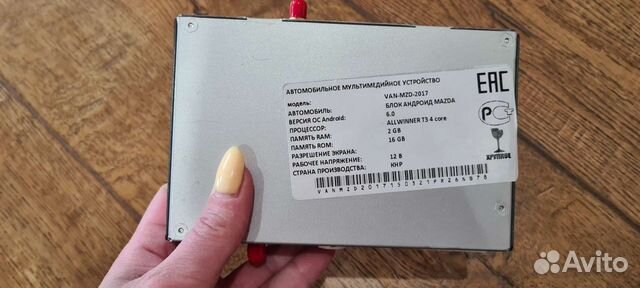 АВТОМОБИЛЬНОЕ МУЛЬТИМЕДИЙНОЕ УСТРОЙСТВО
МОДЕЛЬ: VAN-MZD-2017
АВТОМОБИЛЬ: БЛОК АНДРОИД MAZDA
ВЕРСИЯ ОС Android: 6.0
ПРОЦЕССОР: ALLWINNER T3 4 core
ПАМЯТЬ RAM: 2 GB
ПАМЯТЬ ROM: 16 GB
РАЗРЕШЕНИЕ ЭКРАНА:
РАБОЧЕЕ НАПРЯЖЕНИЕ: 12 В
СТРАНА ПРОИЗВОДСТВА: КНР
EAC
РС
ХРУПКОЕ
Avito